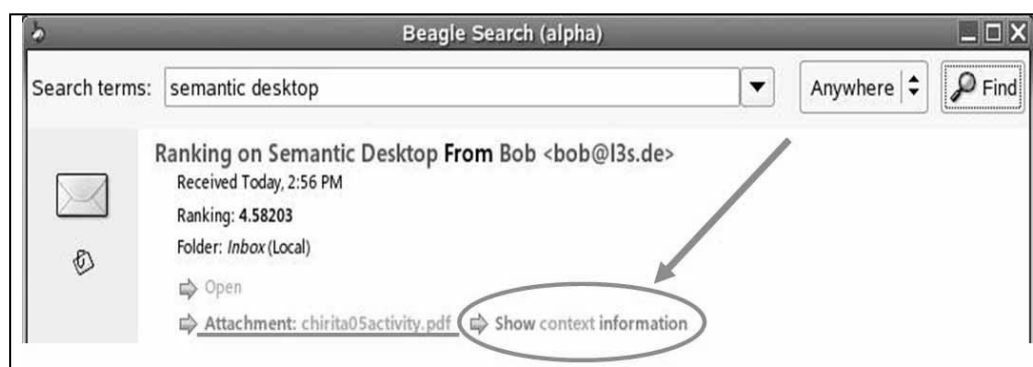 Beagle Search (alpha)
Search terms: semantic desktop Anywhere Find
Ranking on Semantic Desktop From Bob <bob@l3s.de>
Received Today, 2:56 PM
Ranking: 4.58203
Folder: Inbox (Local)
Open
Attachment: chirita05activity.pdf Show context information